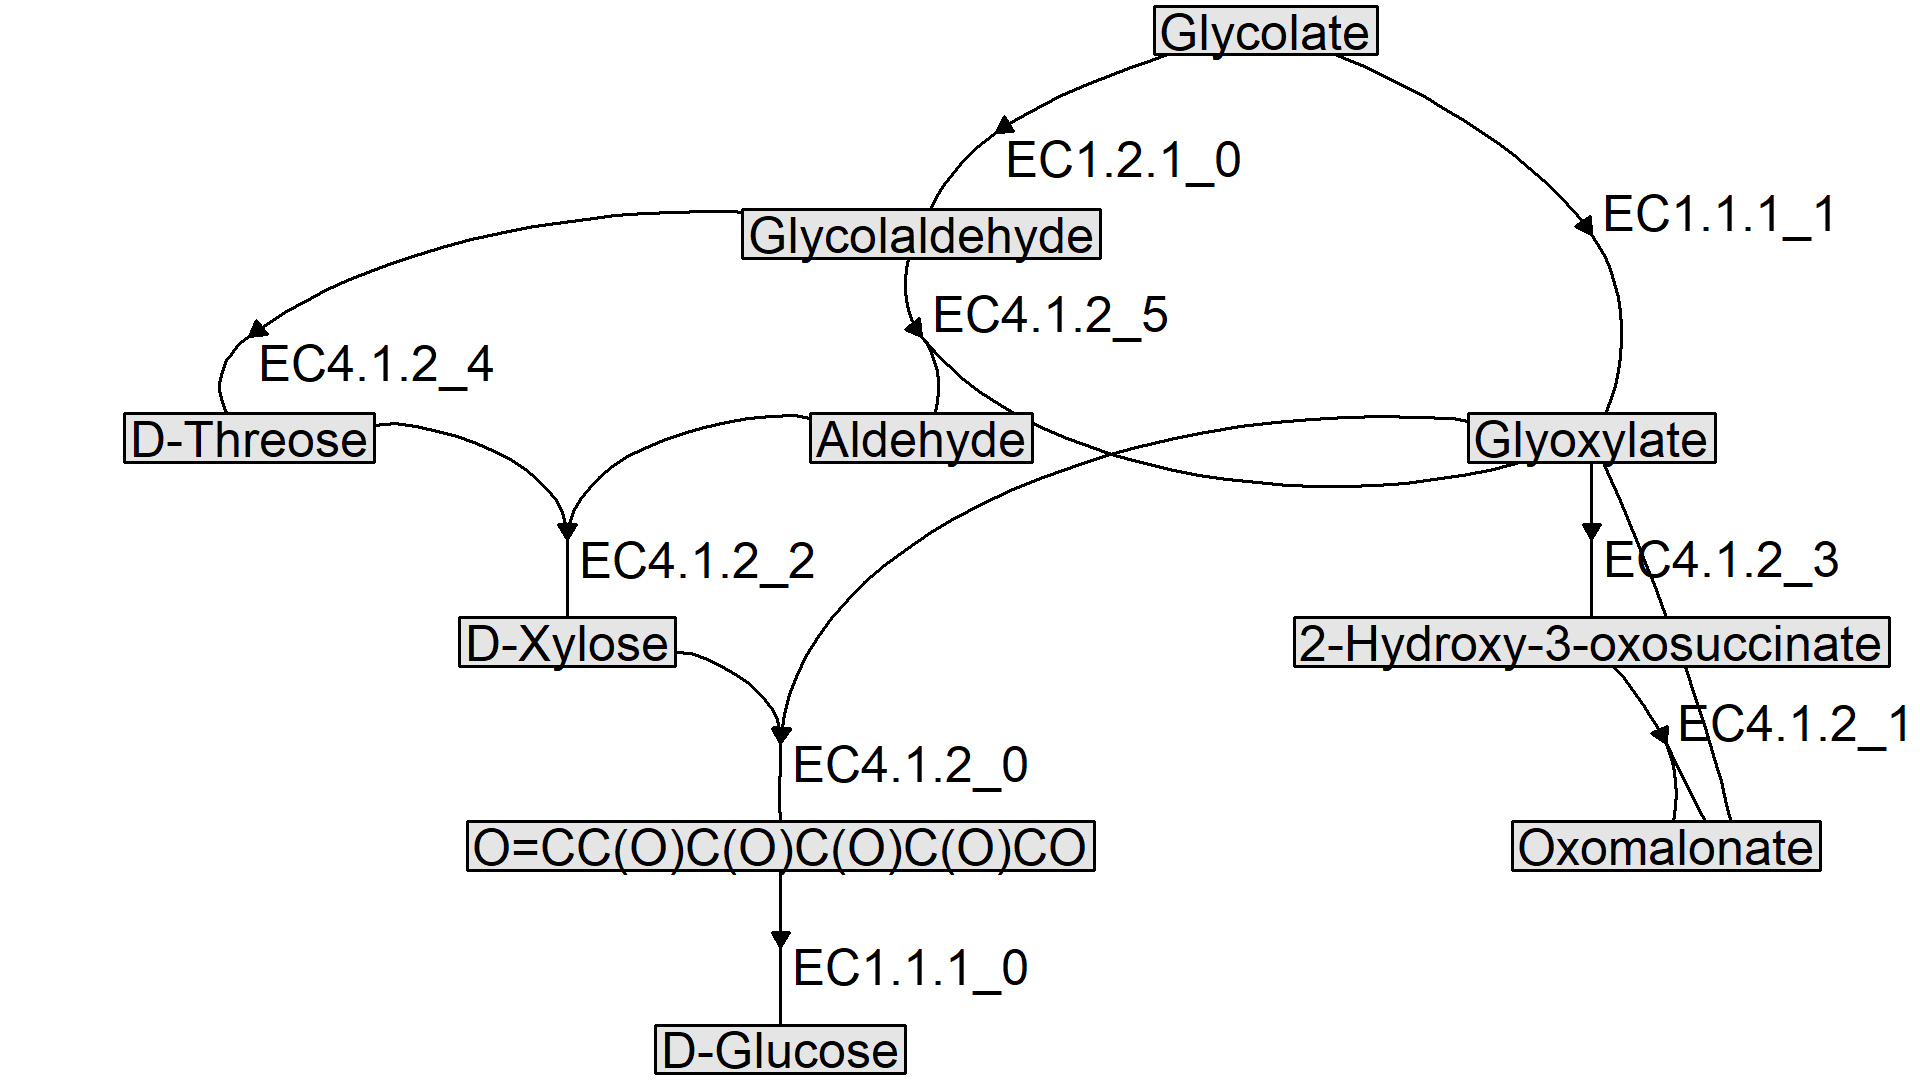 Glycolate
EC1.2.1_0
EC1.1.1_1
Glycolaldehyde
EC4.1.2_5
EC4.1.2_4
D-Threose
Aldehyde
Glyoxylate
EC4.1.2_2
EC4.1.2_3
D-Xylose
2-Hydroxy-3-oxosuccinate
EC4.1.2_1
EC4.1.2_0
O=CC(O)C(O)C(O)C(O)CO
Oxomalonate
EC1.1.1_0
D-Glucose